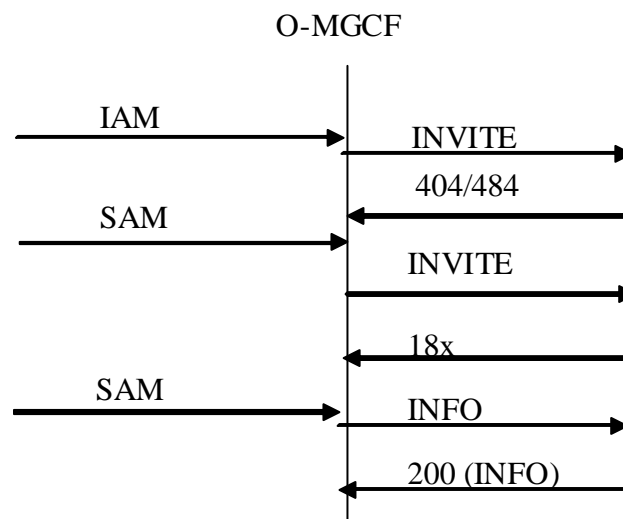 O-MGCF
IAM
INVITE
404/484
SAM
INVITE
18x
SAM
INFO
200 (INFO)